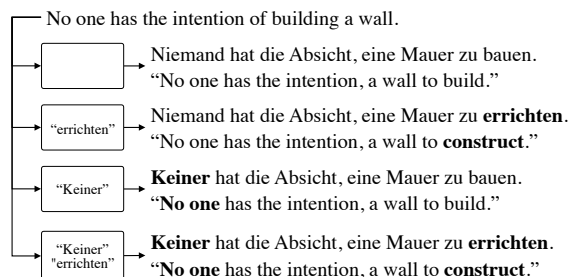 No one has the intention of building a wall.
Niemand hat die Absicht, eine Mauer zu bauen.
“No one has the intention, a wall to build.”
“errichten”
Niemand hat die Absicht, eine Mauer zu errichten.
“No one has the intention, a wall to construct.”
“Keiner”
Keiner hat die Absicht, eine Mauer zu bauen.
“No one has the intention, a wall to build.”
“Keiner”
"errichten”
Keiner hat die Absicht, eine Mauer zu errichten.
“No one has the intention, a wall to construct.”